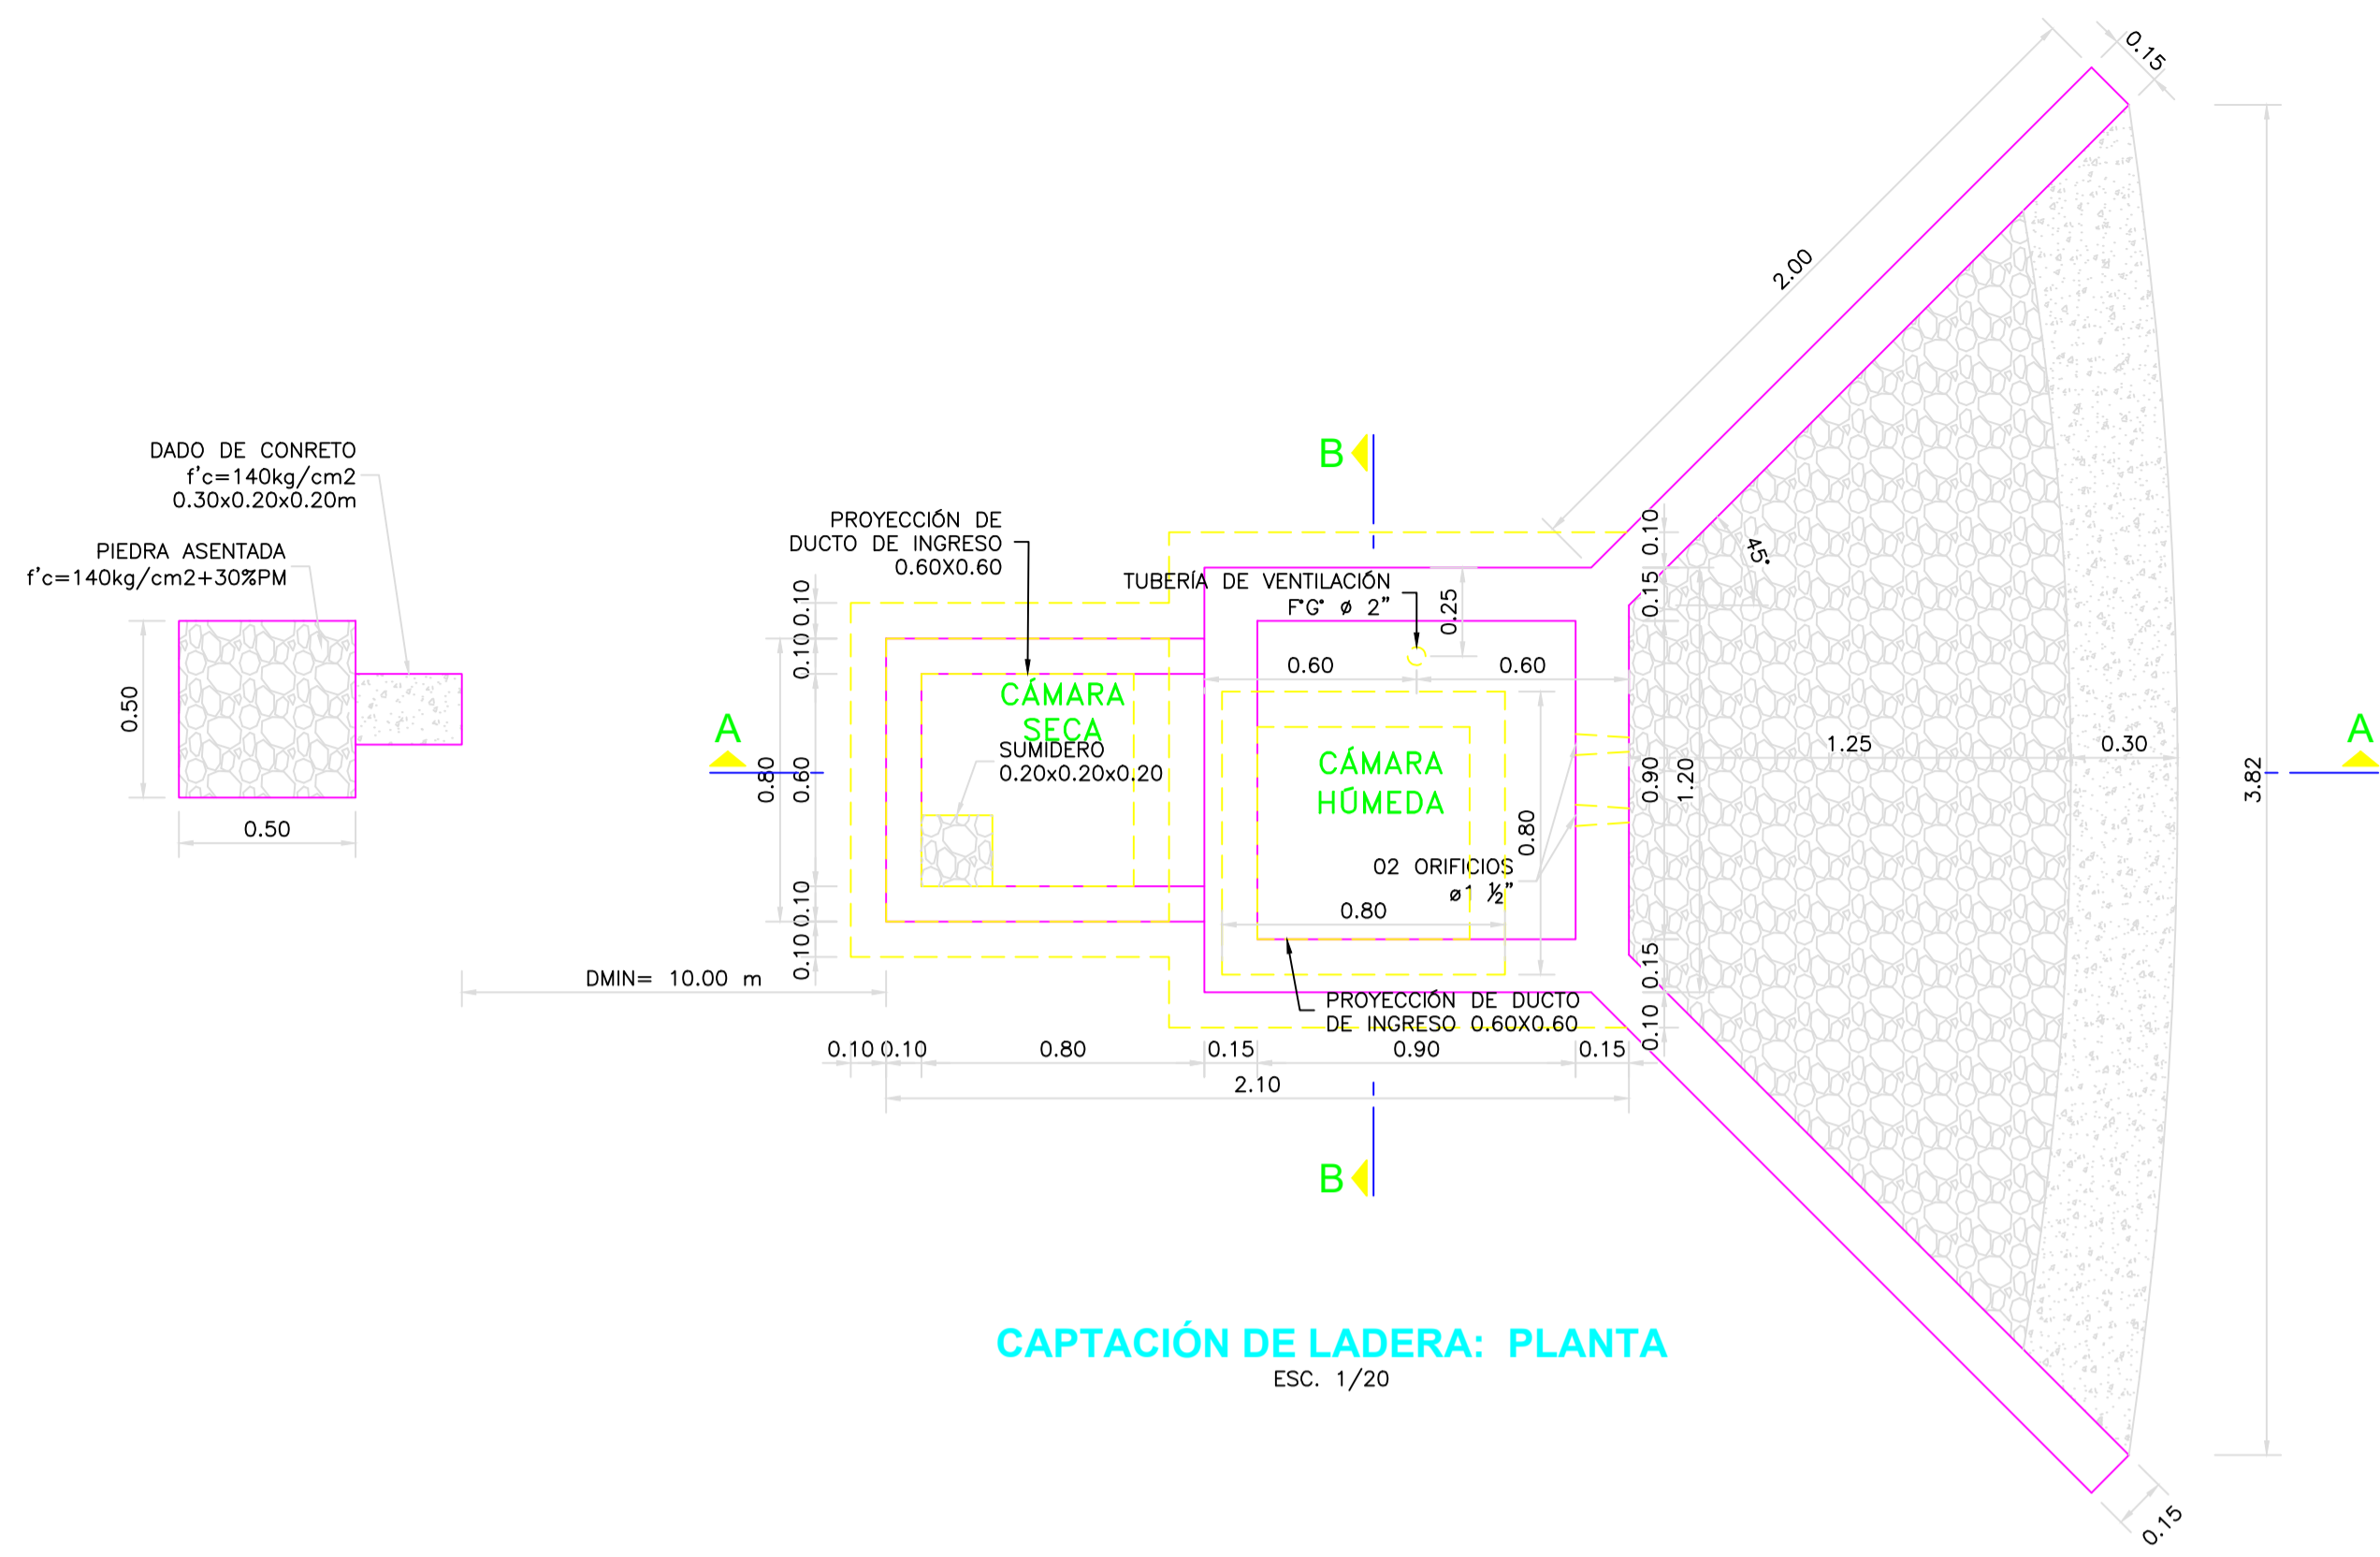 0.15
2.00
3.82
0.15
DADO DE CONRETO
f'c=140kg/cm2
0.30x0.20x0.20m
PIEDRA ASENTADA
f'c=140kg/cm2+30%PM
0.50
0.50
DMIN= 10.00 m
PROYECCIÓN DE
DUCTO DE INGRESO
0.60X0.60
0.10
0.10
0.80
0.60
0.10
0.10
A
CÁMARA
SECA
SUMIDERO
0.20x0.20x0.20
B
TUBERÍA DE VENTILACIÓN
F°G° ø 2"
0.25
0.60
0.60
CÁMARA
HÚMEDA
0.80
0.80
02 ORIFICIOS
ø1 ½"
PROYECCIÓN DE DUCTO
DE INGRESO 0.60X0.60
0.10
0.15
45°
0.90
1.20
1.25
0.30
0.15
0.10
A
0.10
0.10
0.80
0.15
0.90
0.15
2.10
B
CAPTACIÓN DE LADERA: PLANTA
ESC. 1/20